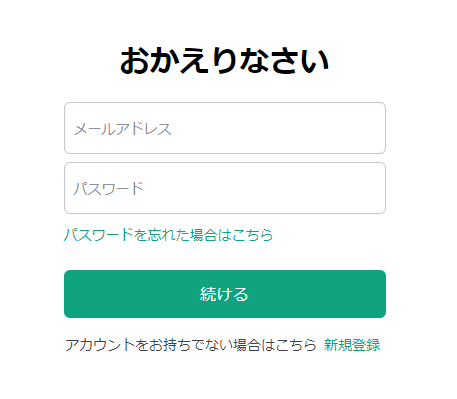 おかえりなさい
メールアドレス
パスワード
パスワードを忘れた場合はこちら
続ける
アカウントをお持ちでない場合はこちら 新規登録